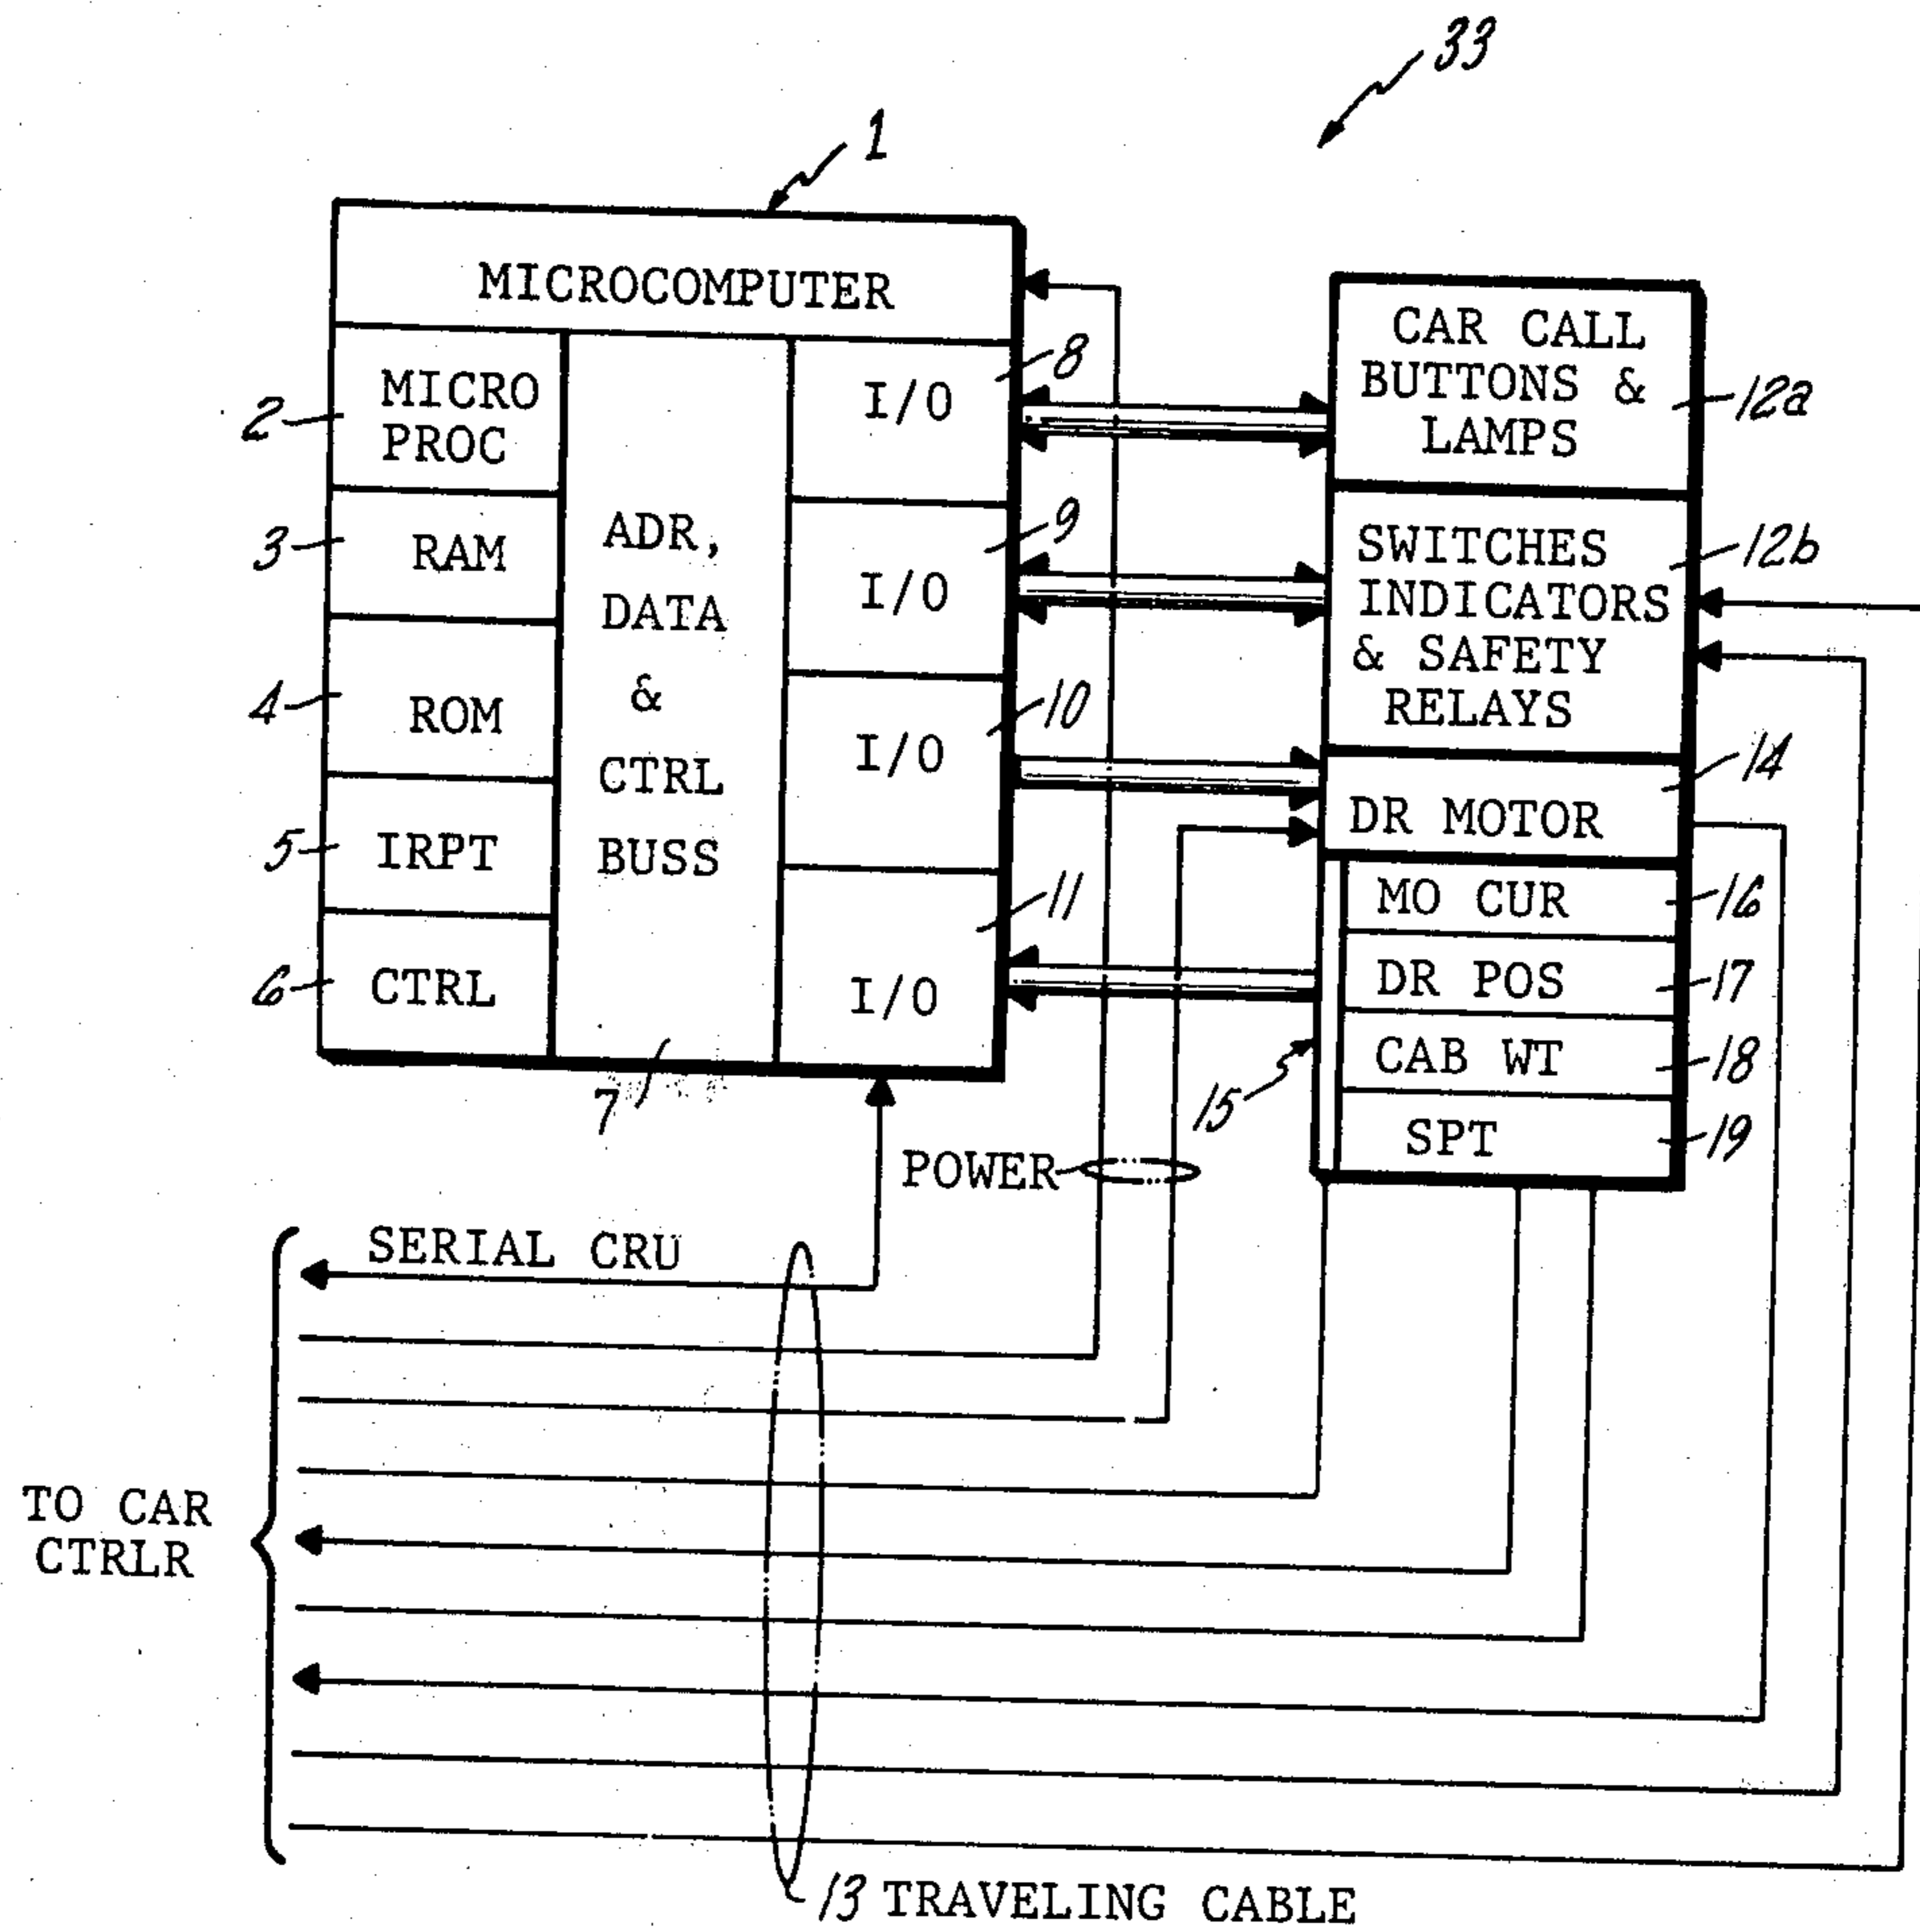 33
1
MICROCOMPUTER
2
MICRO
PROC
3
RAM
4
ROM
5
IRPT
6
CTRL
ADR,
DATA
&
CTRL
BUSS
7
I/O
8
I/O
9
I/O
10
I/O
11
CAR CALL
BUTTONS &
LAMPS
12a
SWITCHES
INDICATORS
& SAFETY
RELAYS
12b
DR MOTOR
14
MO CUR
16
DR POS
17
CAB WT
18
SPT
19
15
POWER
SERIAL CRU
TO CAR
CTRLR
13 TRAVELING CABLE